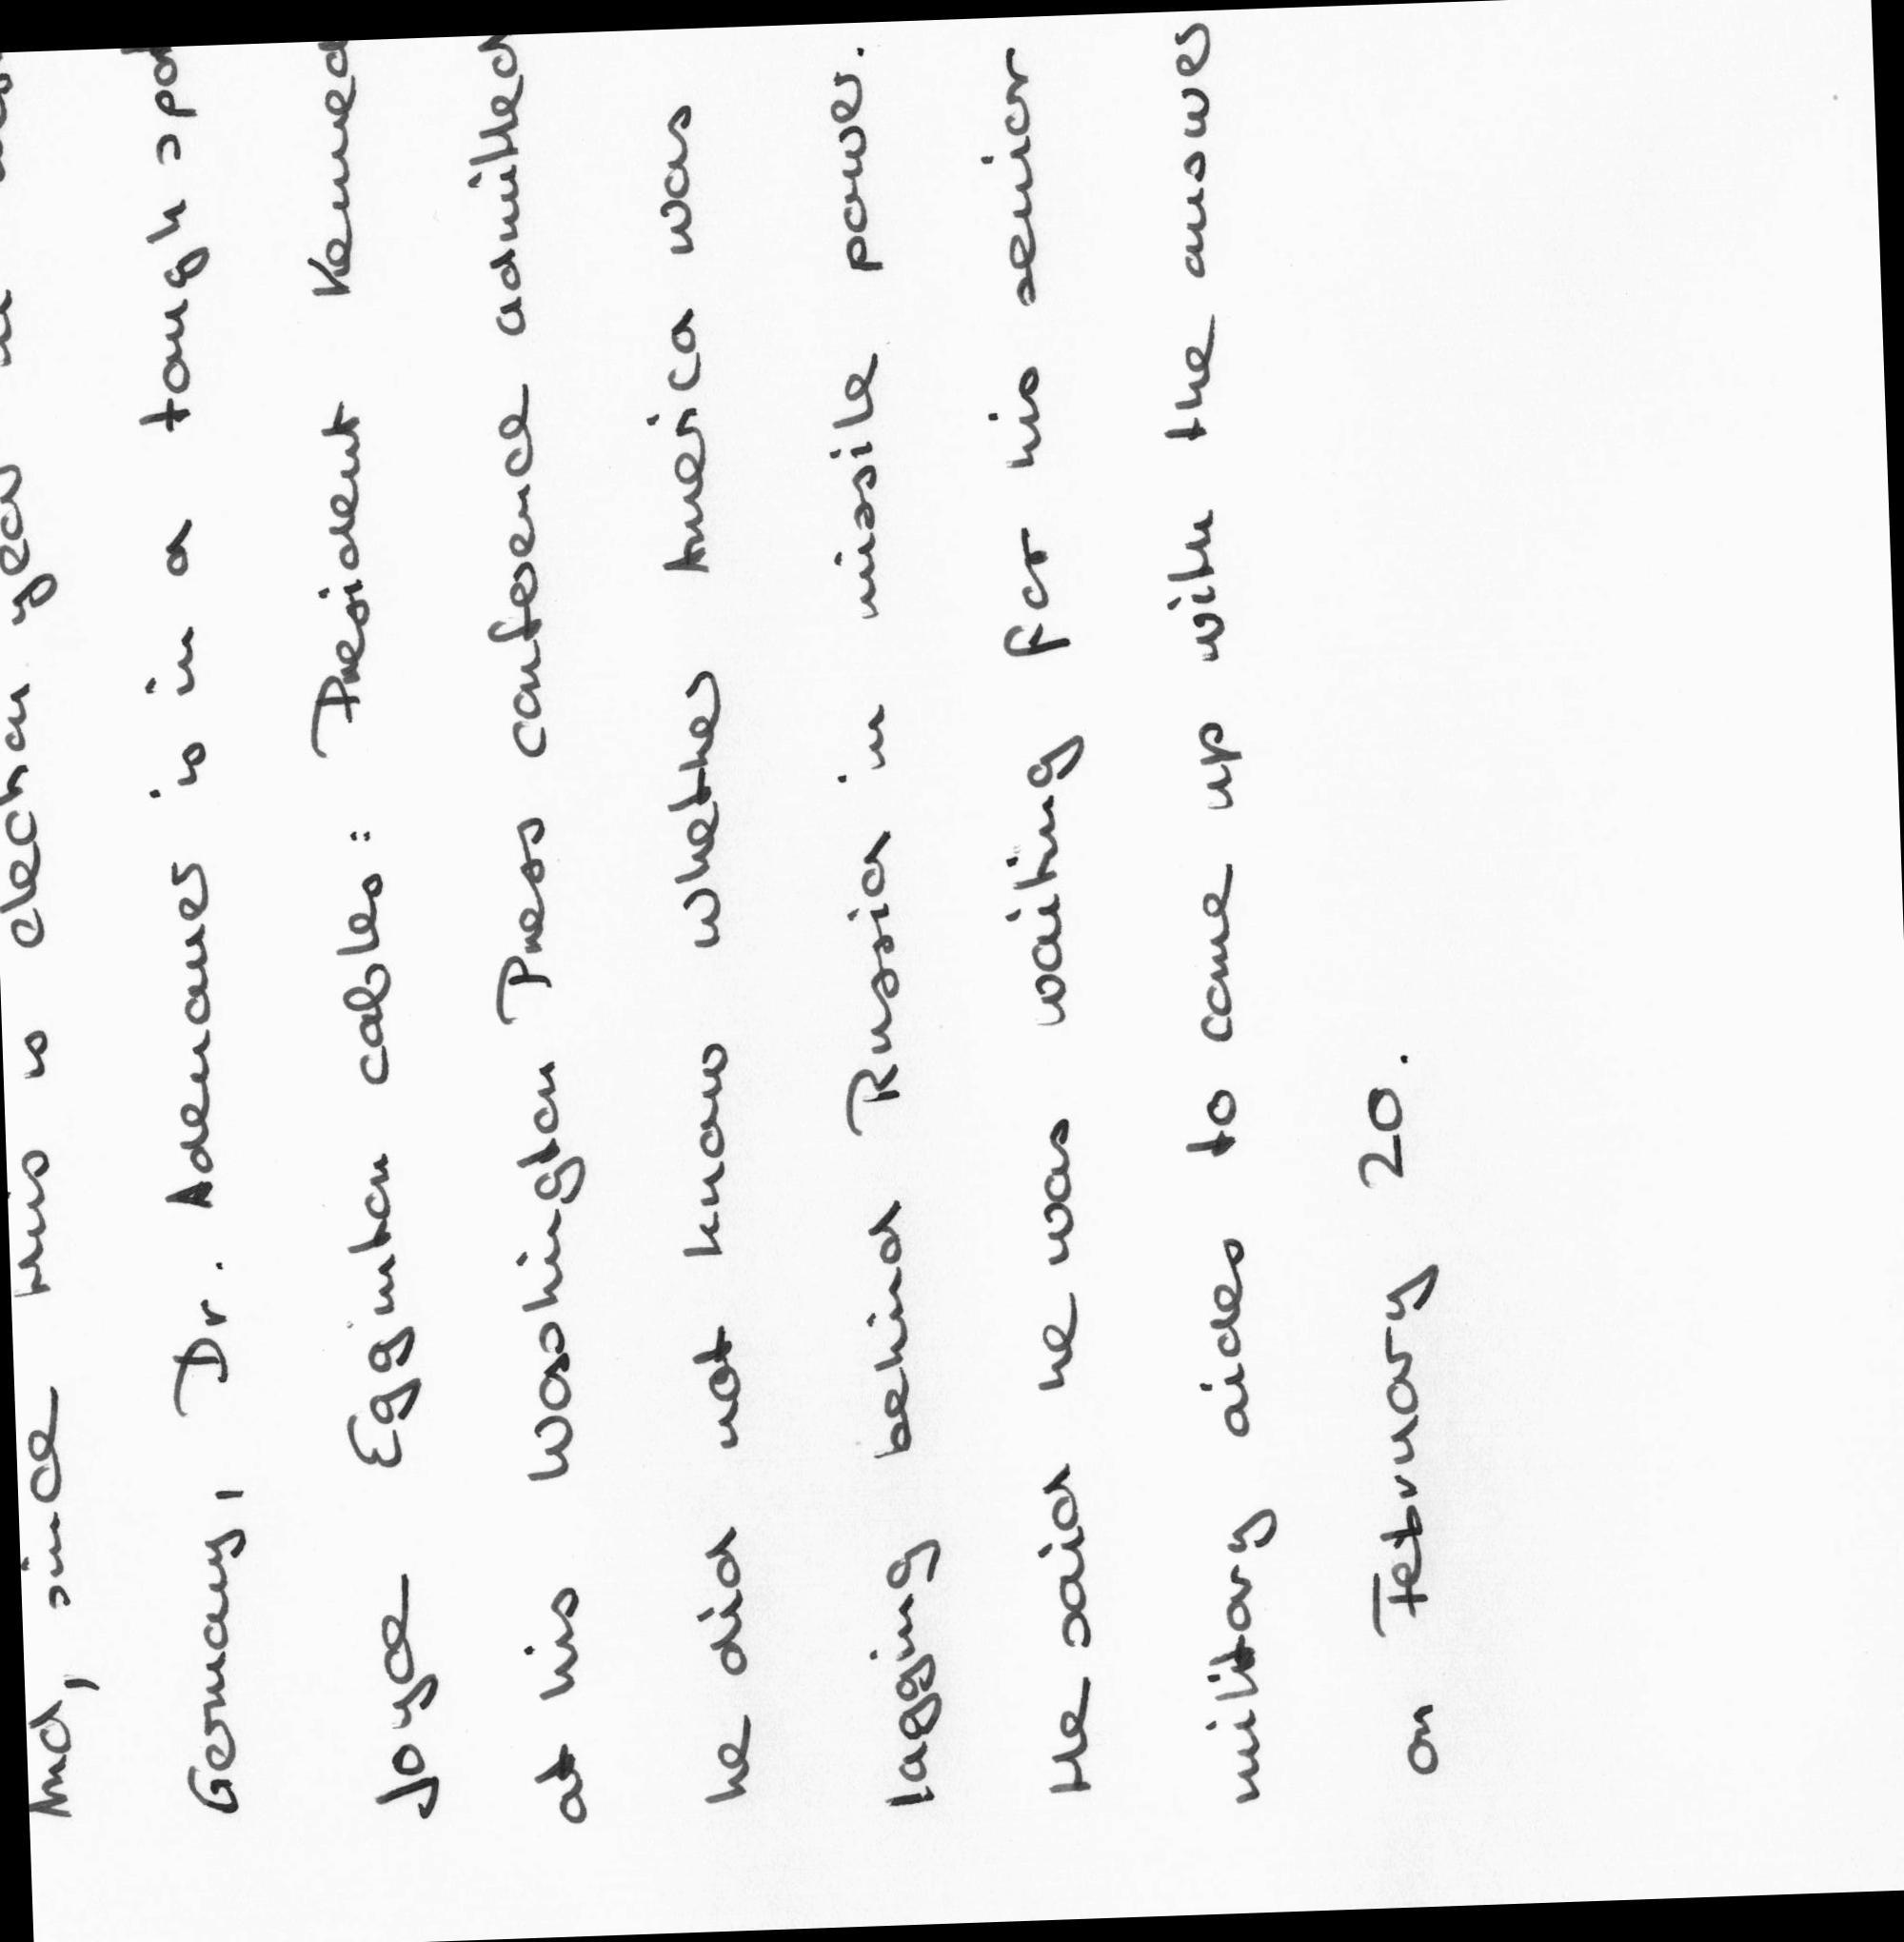 And, since this is election year in
Germany, Dr. Adenauer is in a tough spot
Joyce Egginton cables: President Kenned
at his Washington Press conference admitted
he did not know whether America was
lagging behind Russia in missile power.
He said he was waiting for his senior
military aides to come up with the answer
on February 20.